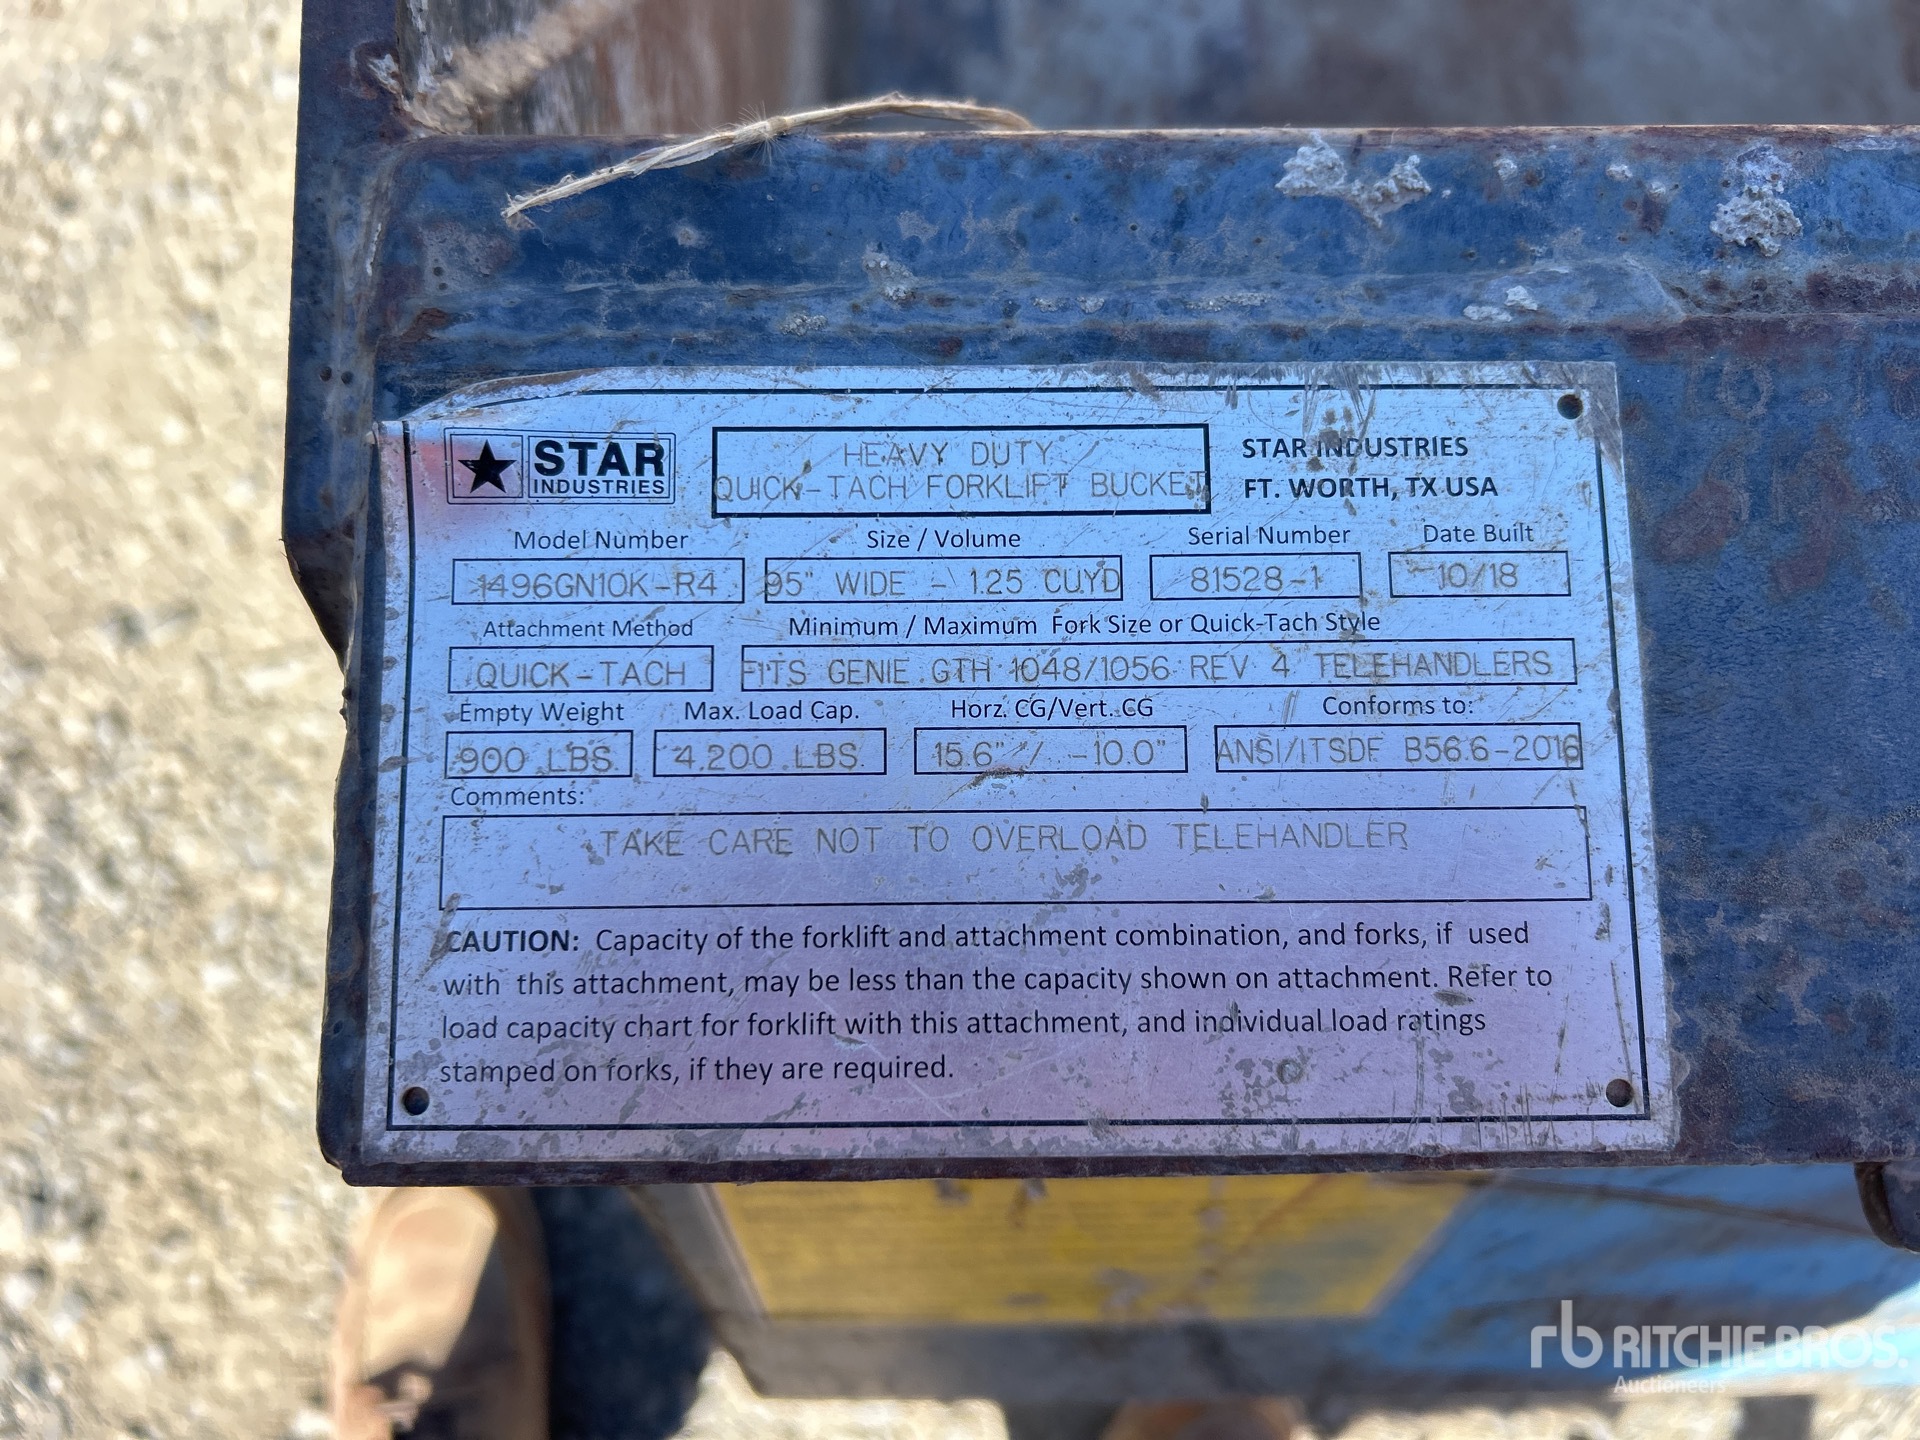 STAR
INDUSTRIES
HEAVY DUTY
QUICK-TACH FORKLIFT BUCKET
STAR INDUSTRIES
FT. WORTH, TX USA
Model Number Size / Volume Serial Number Date Built
1496GN10K-R4 95" WIDE - 1.25 CU.YD 81528-1 10/18
Attachment Method Minimum / Maximum Fork Size or Quick-Tach Style
QUICK-TACH FITS GENIE GTH 1048/1056 REV 4 TELEHANDLERS
Empty Weight Max. Load Cap. Horz. CG/Vert. CG Conforms to:
900 LBS. 4,200 LBS. 15.6" / -10.0" ANSI/ITSDF B56.6-2016
Comments:
TAKE CARE NOT TO OVERLOAD TELEHANDLER
CAUTION: Capacity of the forklift and attachment combination, and forks, if used
with this attachment, may be less than the capacity shown on attachment. Refer to
load capacity chart for forklift with this attachment, and individual load ratings
stamped on forks, if they are required.
rb RITCHIE BROS.
Auctioneers